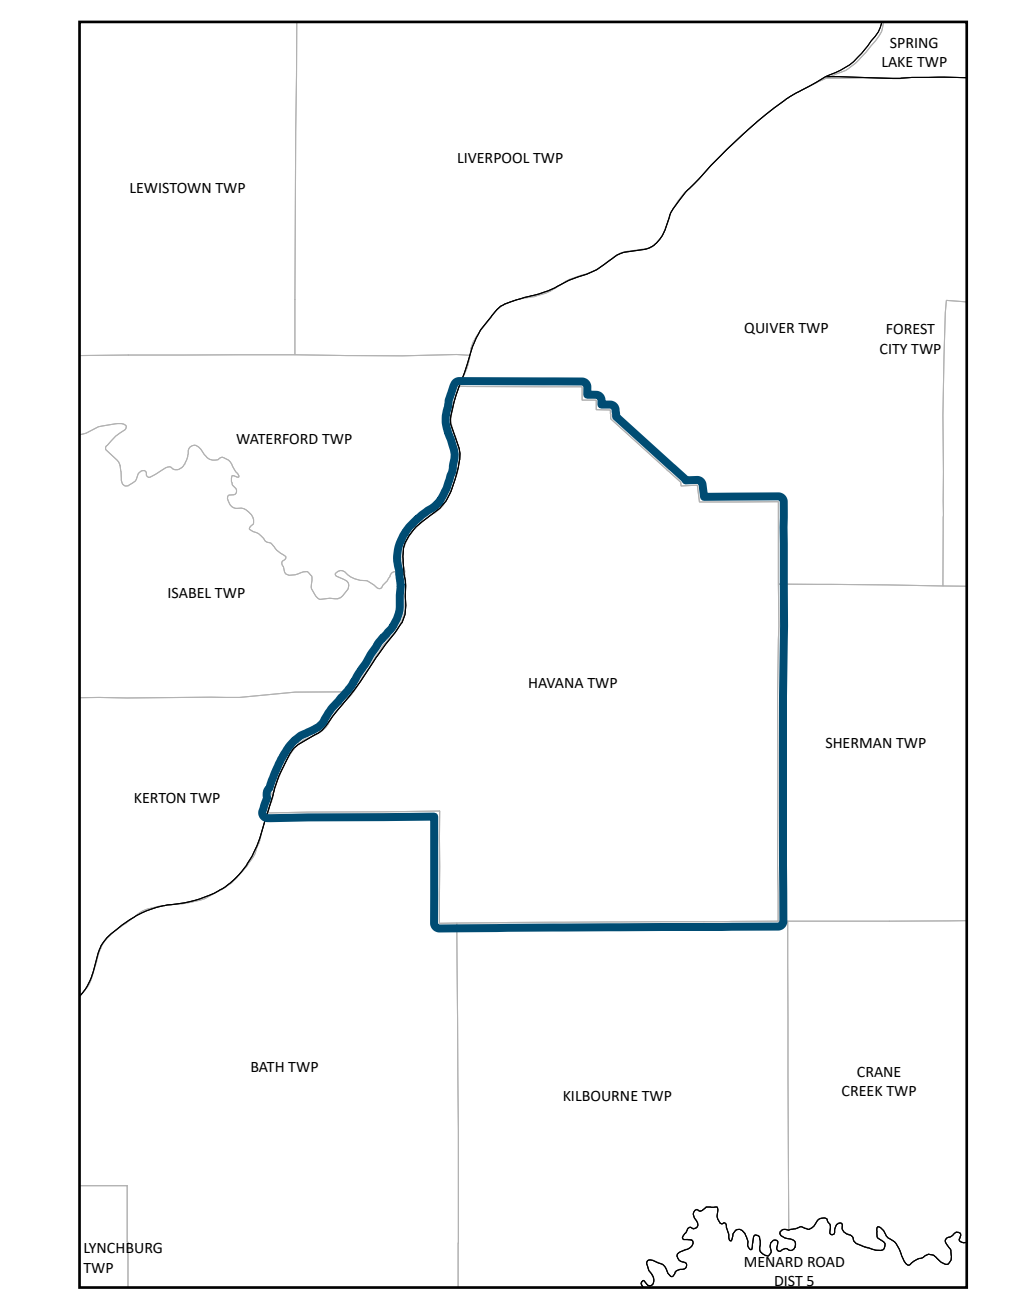 SPRING
LAKE TWP
LIVERPOOL TWP
LEWISTOWN TWP
QUIVER TWP
FOREST
CITY TWP
WATERFORD TWP
ISABEL TWP
HAVANA TWP
SHERMAN TWP
KERTON TWP
BATH TWP
CRANE
CREEK TWP
KILBOURNE TWP
LYNCHBURG
TWP
MENARD ROAD
DIST 5